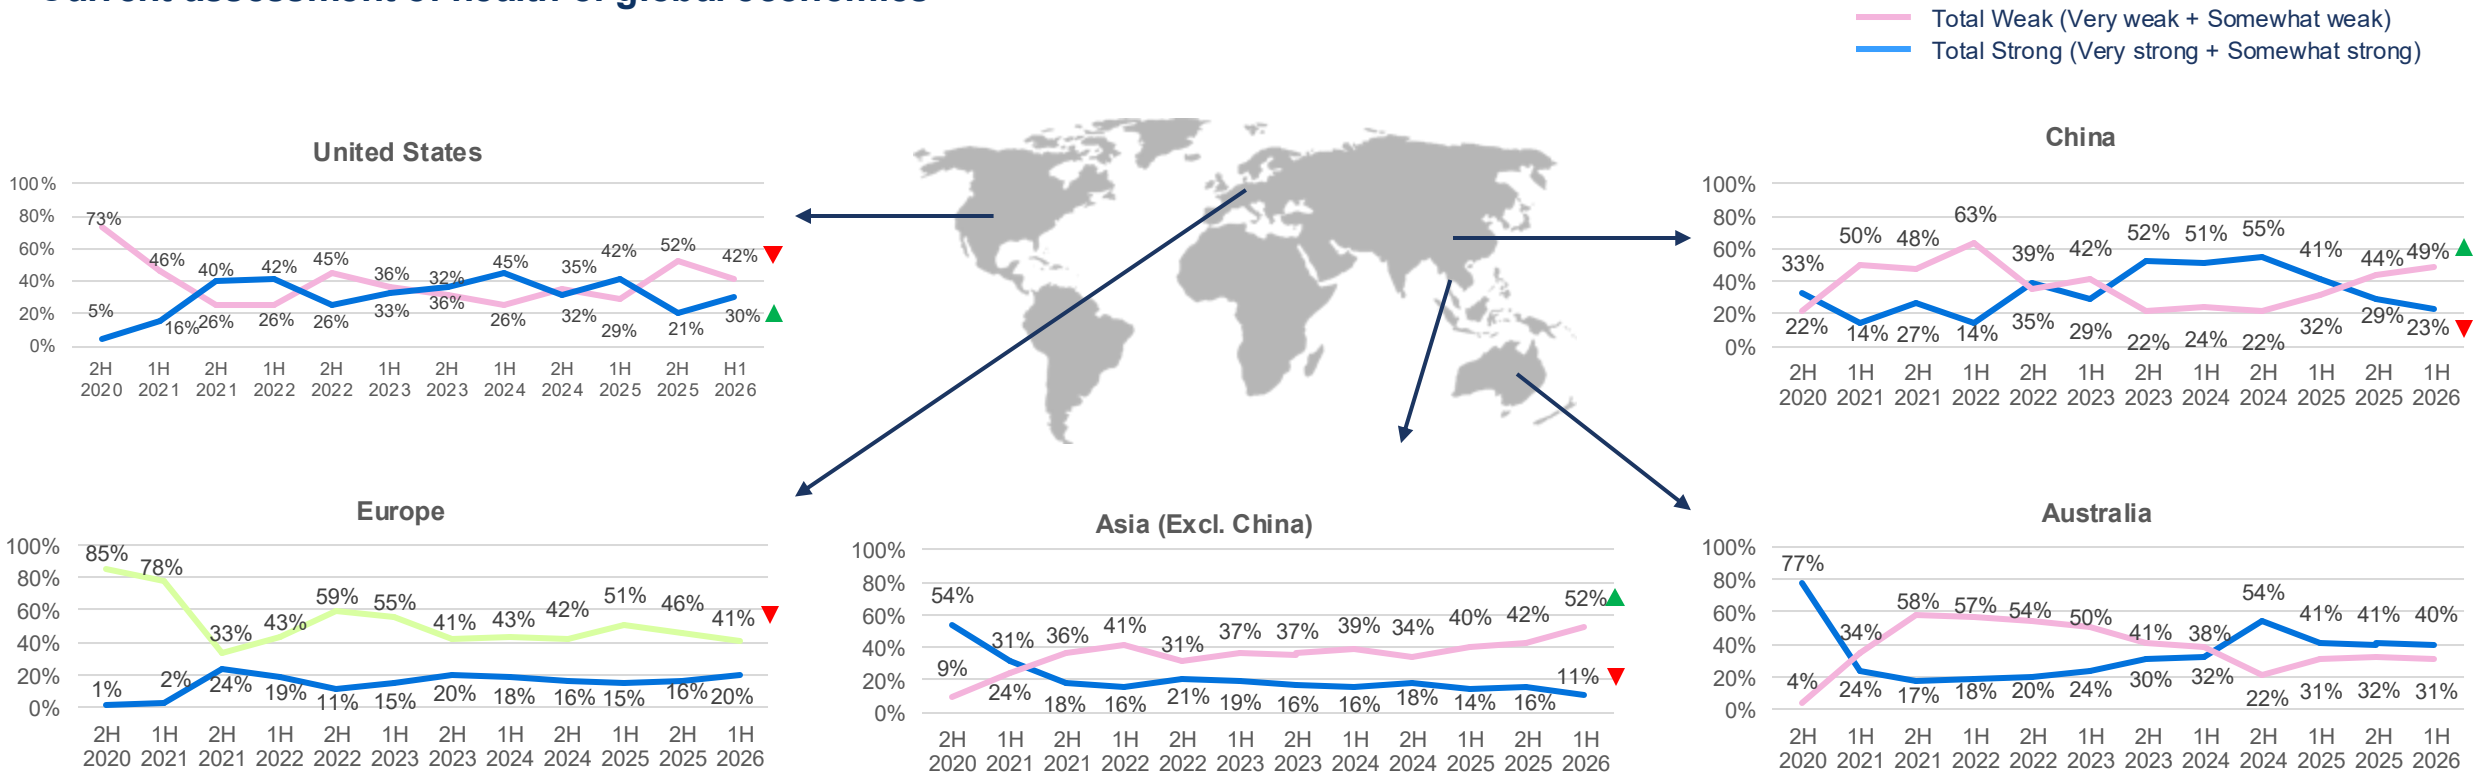 Current assessment of health of global economies
Total Weak (Very weak + Somewhat weak)
Total Strong (Very strong + Somewhat strong)
United States
100%
80%
60%
40%
20%
0%
73% 46% 40% 42% 45% 36% 32% 45% 35% 42% 52% 42%
5% 16% 26% 26% 26% 33% 36% 26% 32% 29% 21% 30%
2H 1H 2H 1H 2H 1H 2H 1H 2H 1H 2H H1
2020 2021 2021 2022 2022 2023 2023 2024 2024 2025 2025 2026
China
100%
80%
60%
40%
20%
0%
33% 50% 48% 63% 39% 42% 52% 51% 55% 41% 44% 49%
22% 14% 27% 14% 35% 29% 22% 24% 22% 32% 29% 23%
2H 1H 2H 1H 2H 1H 2H 1H 2H 1H 2H 1H
2020 2021 2021 2022 2022 2023 2023 2024 2024 2025 2025 2026
Europe
100%
80%
60%
40%
20%
0%
85% 78% 33% 43% 59% 55% 41% 43% 42% 51% 46% 41%
1% 2% 24% 19% 11% 15% 20% 18% 16% 15% 16% 20%
2H 1H 2H 1H 2H 1H 2H 1H 2H 1H 2H 1H
2020 2021 2021 2022 2022 2023 2023 2024 2024 2025 2025 2026
Asia (Excl. China)
100%
80%
60%
40%
20%
0%
54% 31% 36% 41% 31% 37% 37% 39% 34% 40% 42% 52%
9% 24% 18% 16% 21% 19% 16% 16% 18% 14% 16% 11%
2H 1H 2H 1H 2H 1H 2H 1H 2H 1H 2H 1H
2020 2021 2021 2022 2022 2023 2023 2024 2024 2025 2025 2026
Australia
100%
80%
60%
40%
20%
0%
77% 34% 58% 57% 54% 50% 41% 38% 54% 41% 41% 40%
4% 24% 17% 18% 20% 24% 30% 32% 22% 31% 32% 31%
2H 1H 2H 1H 2H 1H 2H 1H 2H 1H 2H 1H
2020 2021 2021 2022 2022 2023 2023 2024 2024 2025 2025 2026